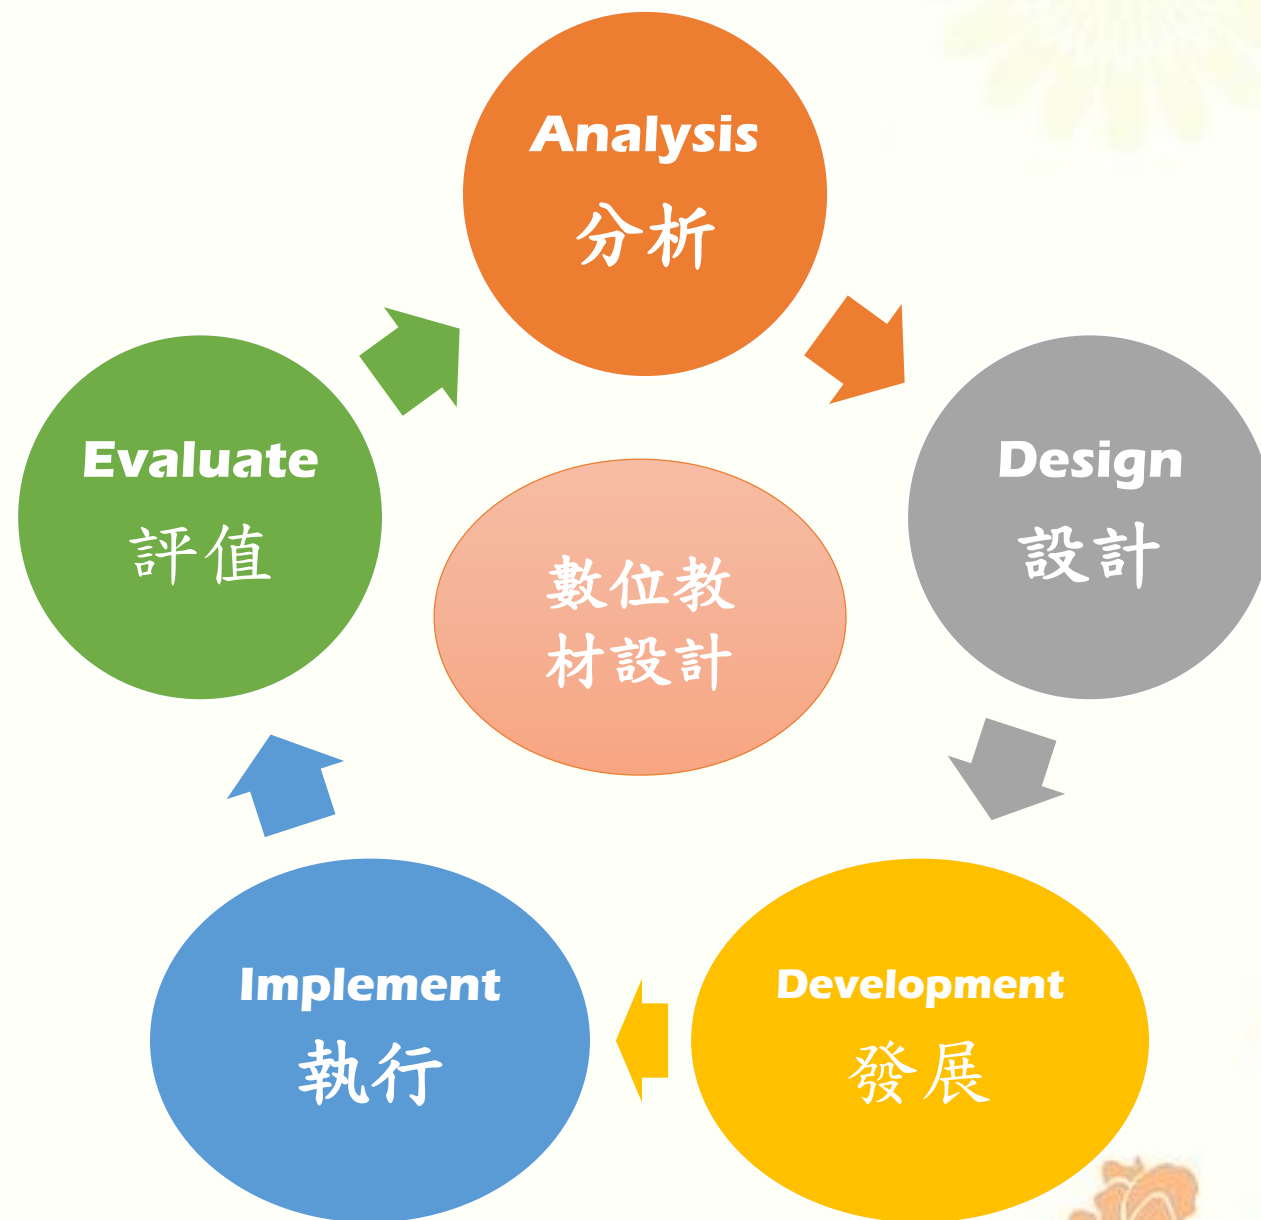 Analysis
分析
Design
設計
Development
發展
Implement
執行
Evaluate
評值
數位教
材設計